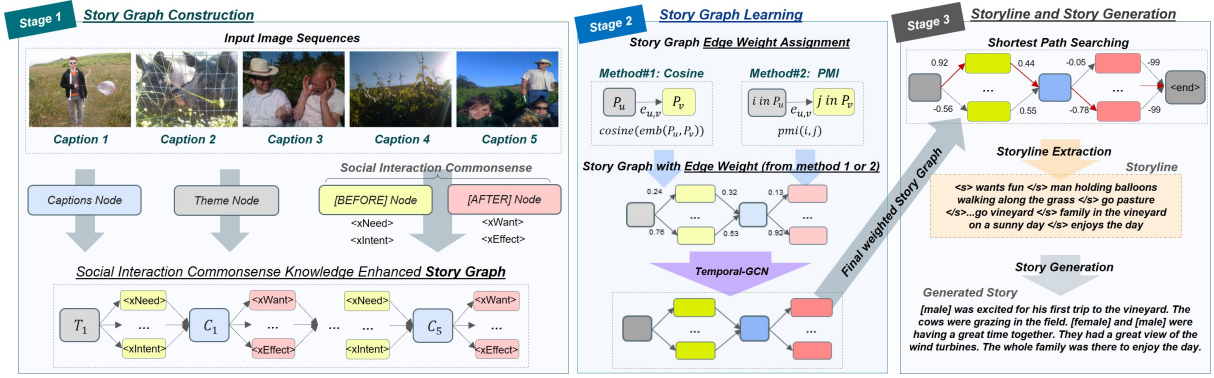 Stage 1
Story Graph Construction
Input Image Sequences
Caption 1
Caption 2
Caption 3
Caption 4
Caption 5
Social Interaction Commonsense
Captions Node
Theme Node
[BEFORE] Node
[AFTER] Node
<xNeed>
<xIntent>
<xWant>
<xEffect>
Social Interaction Commonsense Knowledge Enhanced Story Graph
T1
<xNeed>
...
<xIntent>
C1
<xWant>
...
<xEffect>
<xNeed>
...
<xIntent>
C5
<xWant>
...
<xEffect>
Stage 2
Story Graph Learning
Story Graph Edge Weight Assignment
Method#1: Cosine
Pu
eu,v
Pv
cosine(emb(Pu,Pv))
Method#2: PMI
i in Pu
eu,v
j in Pv
pmi(i,j)
Story Graph with Edge Weight (from method 1 or 2)
0.24
0.32
0.13
...
...
0.76
0.53
0.92
Temporal-GCN
...
...
Final weighted Story Graph
Stage 3
Storyline and Story Generation
Shortest Path Searching
0.92
0.44
-0.05
-99
...
...
<end>
-0.56
0.55
-0.78
-99
Storyline Extraction
Storyline
<s> wants fun </s> man holding balloons
walking along the grass </s> go pasture
</s>...go vineyard </s> family in the vineyard
on a sunny day </s> enjoys the day
Story Generation
Generated Story
[male] was excited for his first trip to the vineyard. The
cows were grazing in the field. [female] and [male] were
having a great time together. They had a great view of the
wind turbines. The whole family was there to enjoy the day.